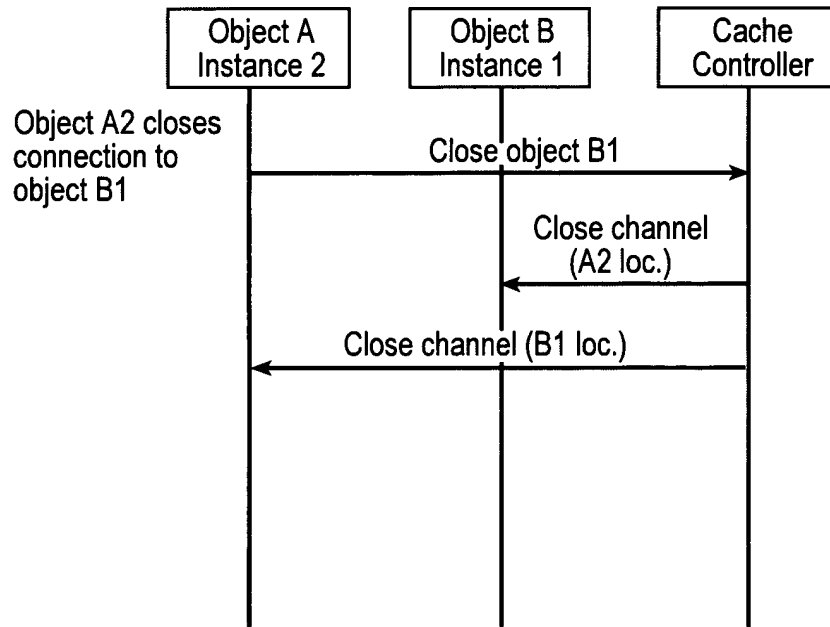 Object A
Instance 2
Object B
Instance 1
Cache
Controller
Object A2 closes
connection to
object B1
Close object B1
Close channel
(A2 loc.)
Close channel (B1 loc.)